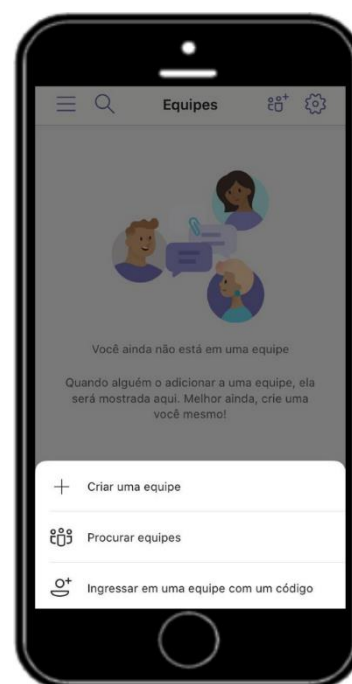 Equipes
Você ainda não está em uma equipe
Quando alguém o adicionar a uma equipe, ela
será mostrada aqui. Melhor ainda, crie uma
você mesmo!
Criar uma equipe
Procurar equipes
Ingressar em uma equipe com um código